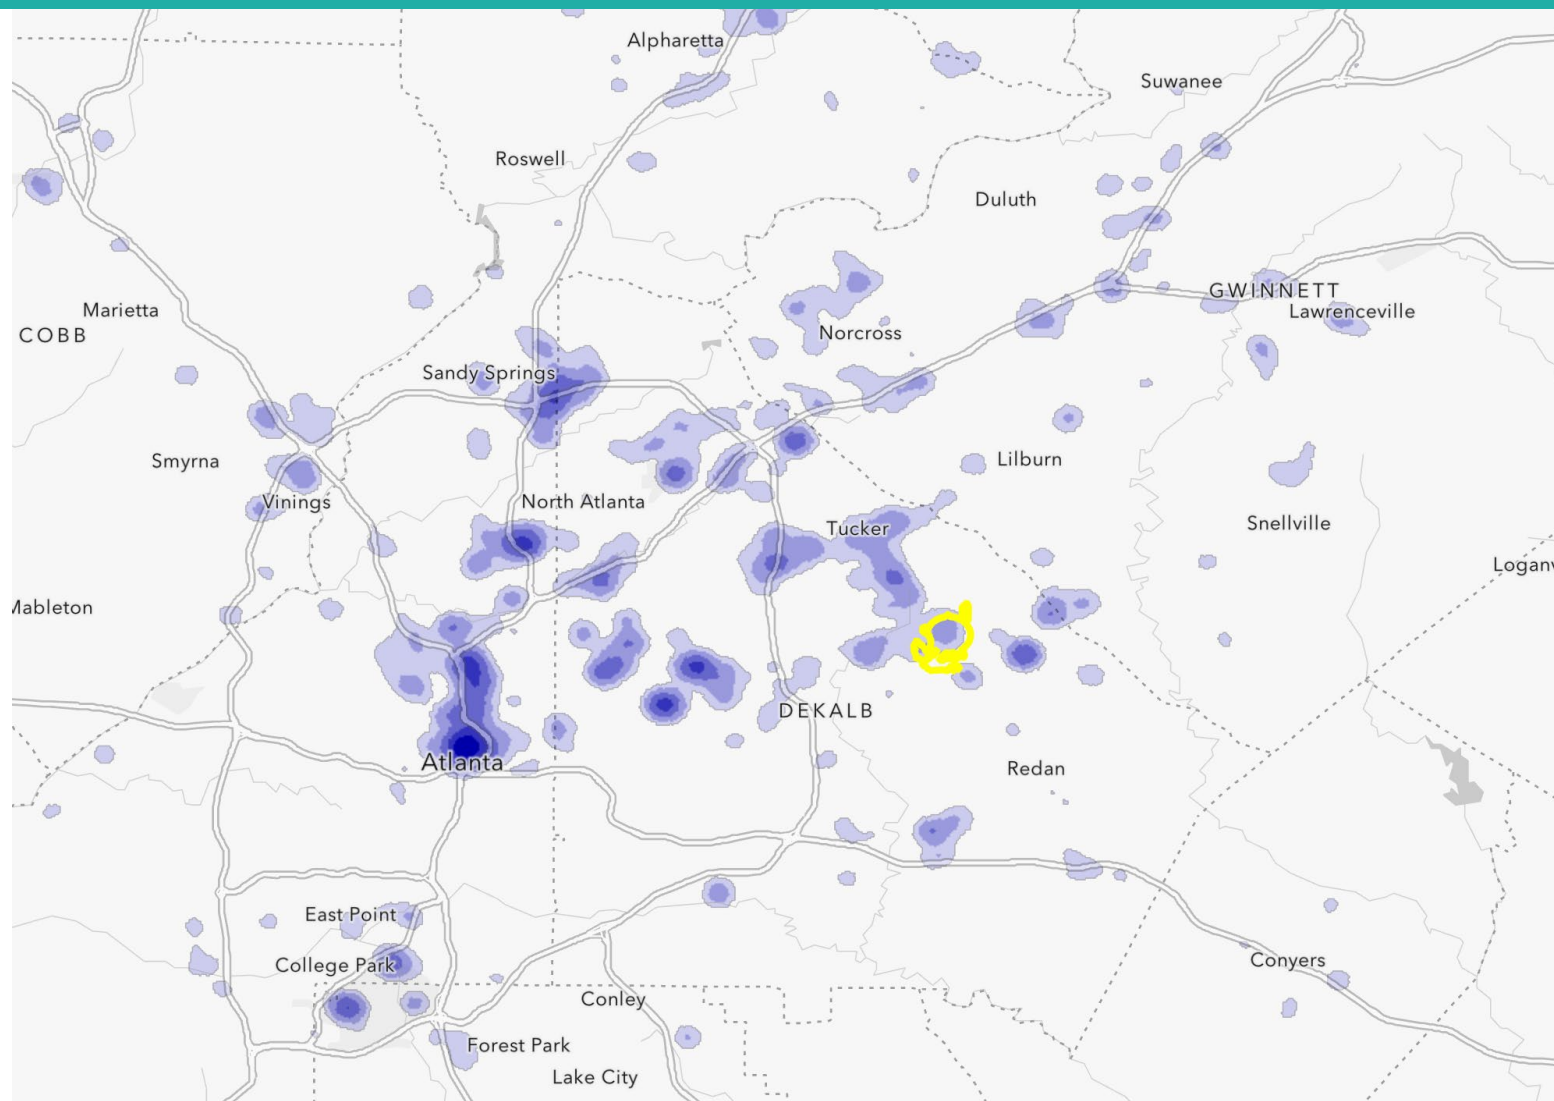 Alpharetta
Suwanee
Roswell
Duluth
GWINNETT
Marietta
Lawrenceville
COBB
Norcross
Sandy Springs
Smyrna
Lilburn
Vinings
North Atlanta
Tucker
Snellville
Logany
Mableton
DEKALB
Atlanta
Redan
East Point
College Park
Conyers
Conley
Forest Park
Lake City